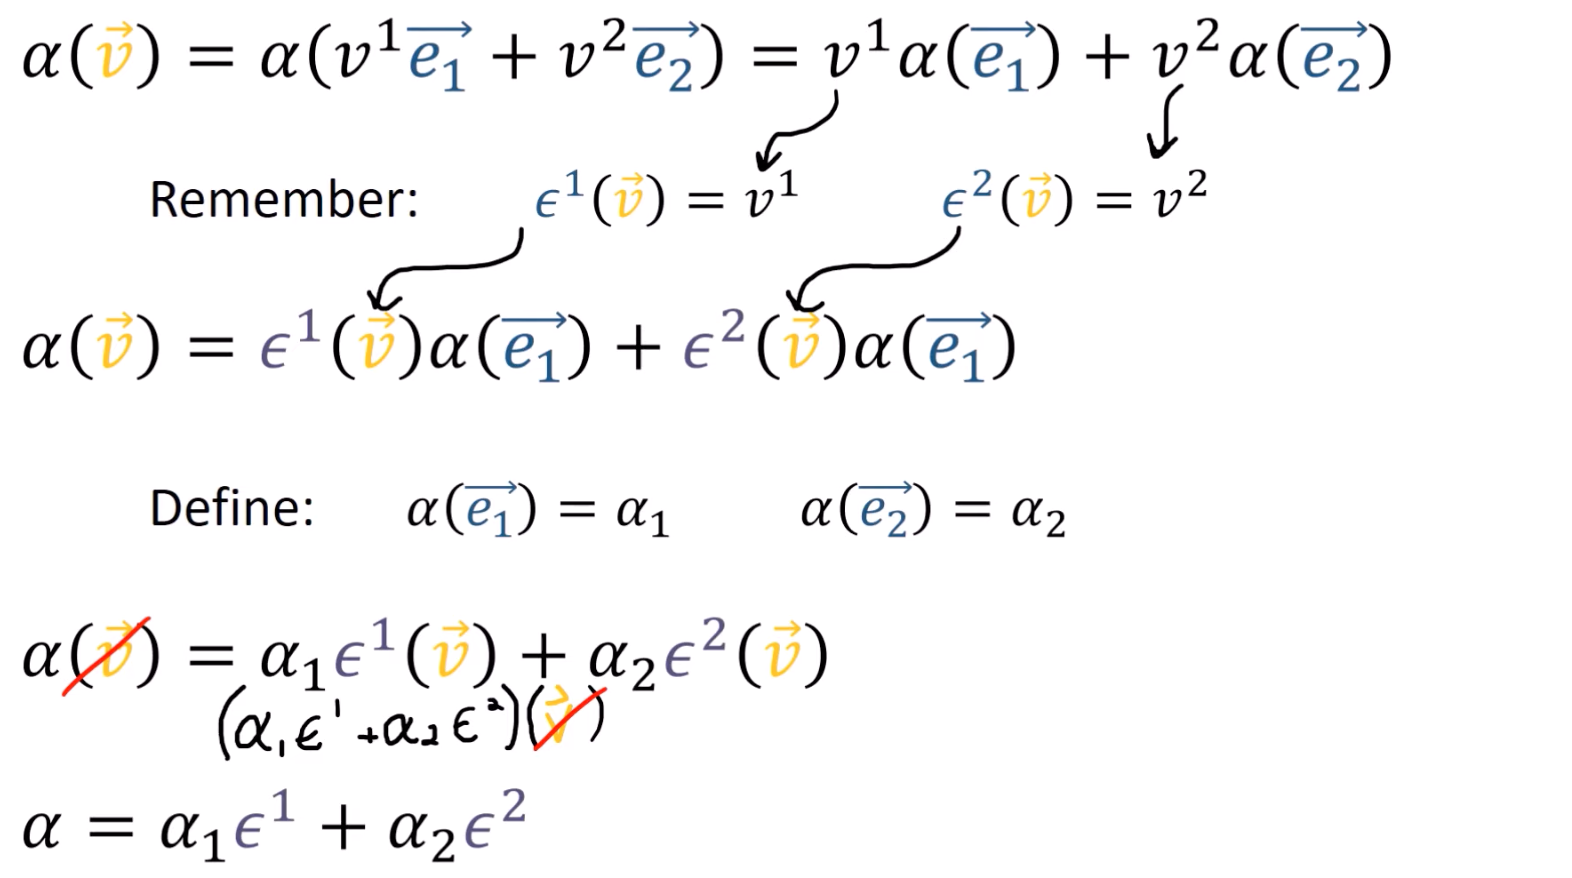 α(v⃗) = α(v¹e₁⃗ + v²e₂⃗) = v¹α(e₁⃗) + v²α(e₂⃗)
Remember: ϵ¹(v⃗) = v¹ ϵ²(v⃗) = v²
α(v⃗) = ϵ¹(v⃗)α(e₁⃗) + ϵ²(v⃗)α(e₁⃗)
Define: α(e₁⃗) = α₁ α(e₂⃗) = α₂
α(v⃗) = α₁ϵ¹(v⃗) + α₂ϵ²(v⃗)
(α₁ϵ¹ + α₂ϵ²)(v⃗)
α = α₁ϵ¹ + α₂ϵ²